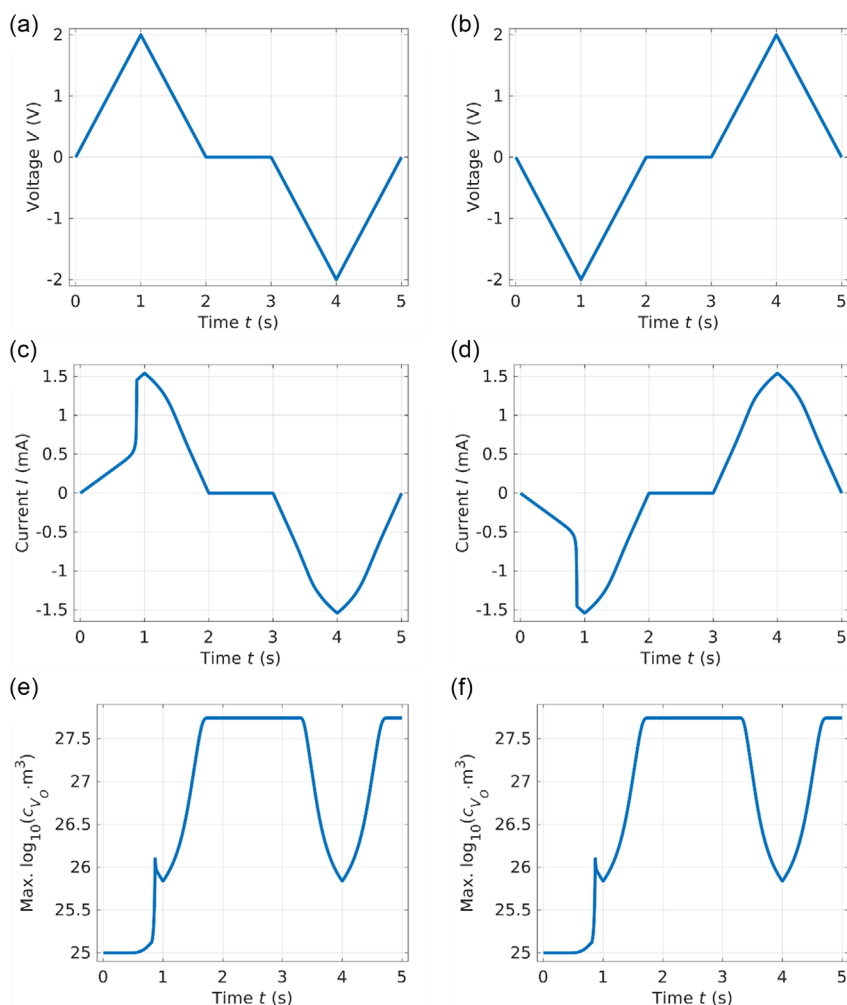 (a)
2
1
0
-1
-2
Voltage V (V)
0 1 2 3 4 5
Time t (s)
(b)
2
1
0
-1
-2
Voltage V (V)
0 1 2 3 4 5
Time t (s)
(c)
1.5
1
0.5
0
-0.5
-1
-1.5
Current I (mA)
0 1 2 3 4 5
Time t (s)
(d)
1.5
1
0.5
0
-0.5
-1
-1.5
Current I (mA)
0 1 2 3 4 5
Time t (s)
(e)
27.5
27
26.5
26
25.5
25
Max. log₁₀(c_{V_O}·m³)
0 1 2 3 4 5
Time t (s)
(f)
27.5
27
26.5
26
25.5
25
Max. log₁₀(c_{V_O}·m³)
0 1 2 3 4 5
Time t (s)